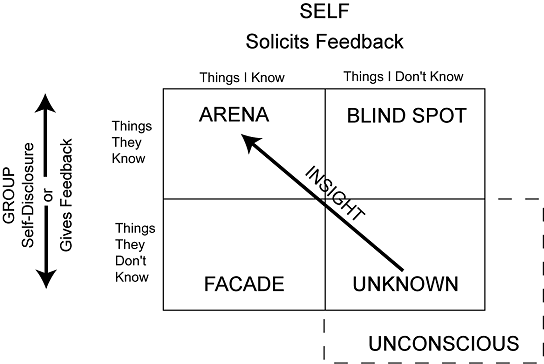 SELF
Solicits Feedback
Things I Know
Things I Don't Know
GROUP
Self-Disclosure
or
Gives Feedback
Things
They
Know
ARENA
BLIND SPOT
INSIGHT
Things
They
Don't
Know
FACADE
UNKNOWN
UNCONSCIOUS